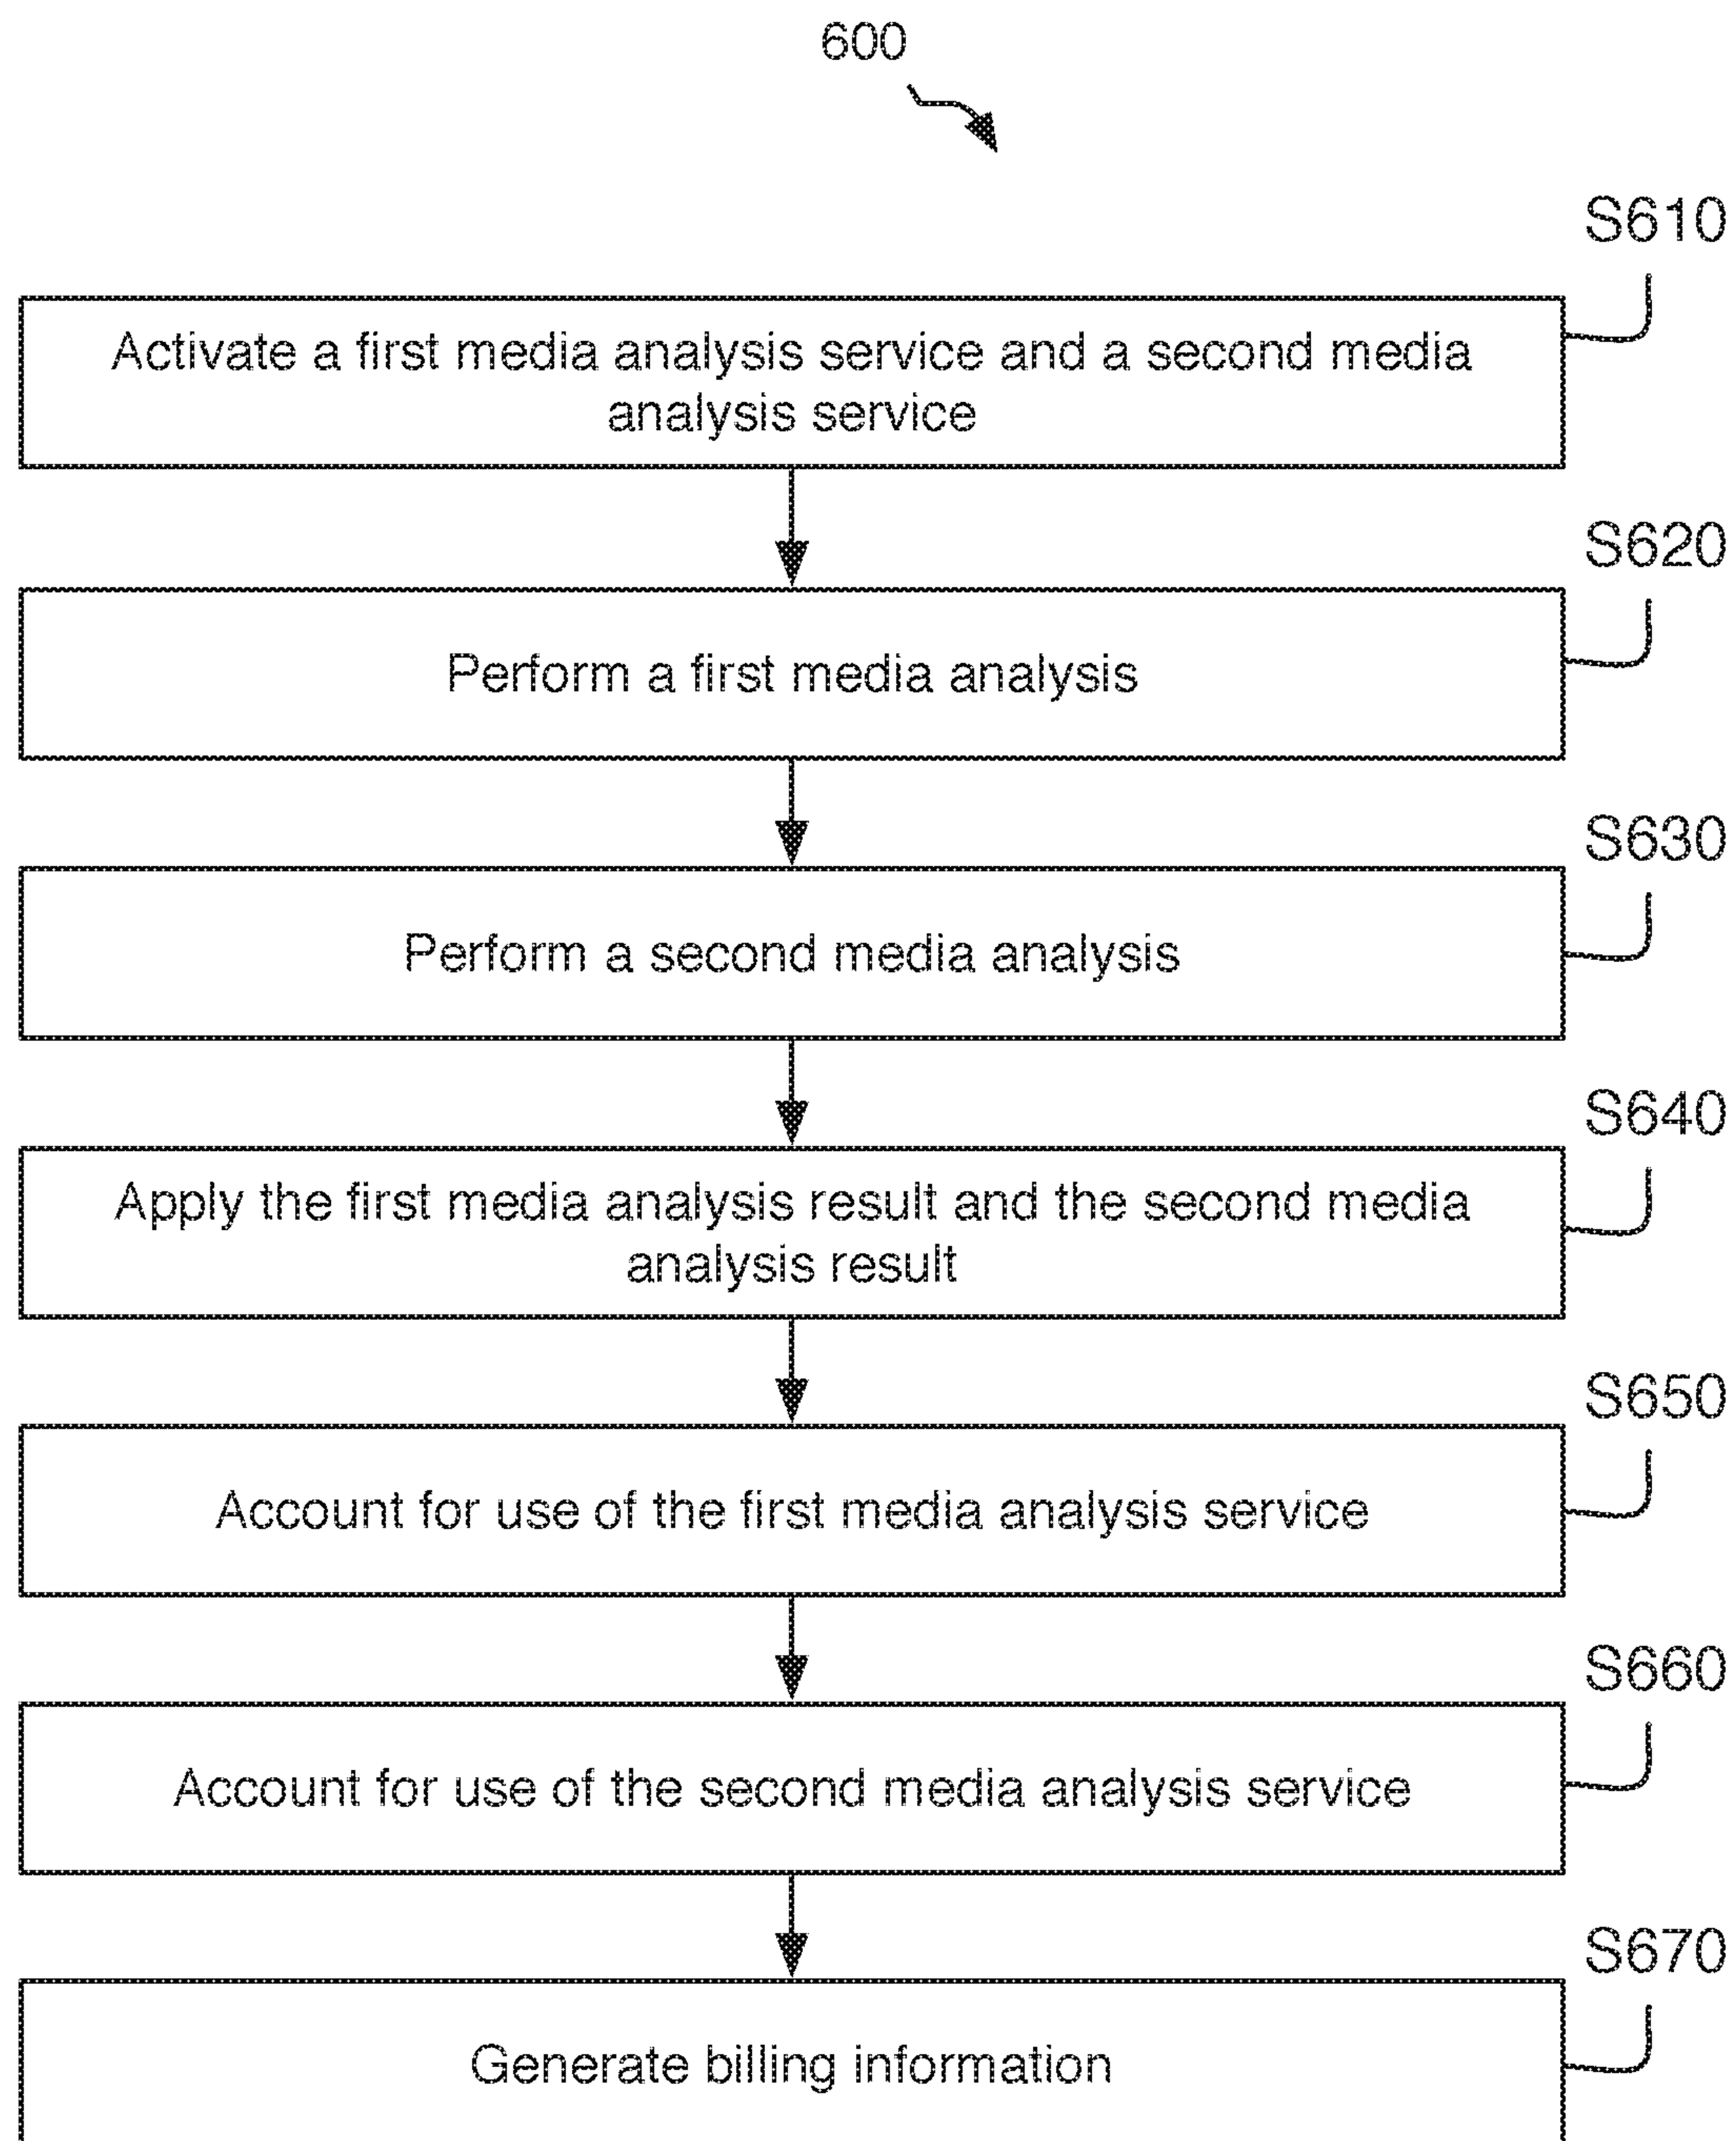 600
S610
Activate a first media analysis service and a second media
analysis service
S620
Perform a first media analysis
S630
Perform a second media analysis
S640
Apply the first media analysis result and the second media
analysis result
S650
Account for use of the first media analysis service
S660
Account for use of the second media analysis service
S670
Generate billing information